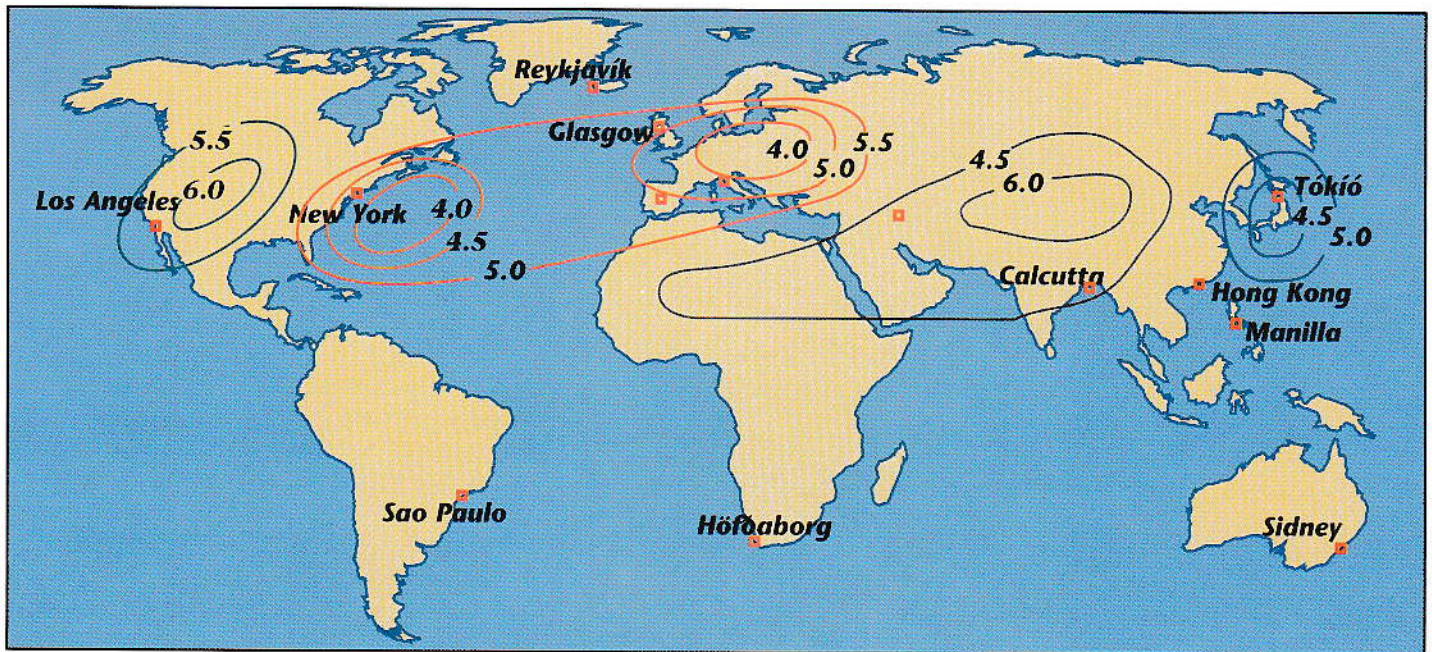 Reykjavík
Glasgow
4.0
5.0
5.5
5.5
6.0
Los Angeles
New York
4.0
4.5
5.0
4.5
6.0
Tókíó
4.5
5.0
Calcutta
Hong Kong
Manilla
Sao Paulo
Höfðaborg
Sidney